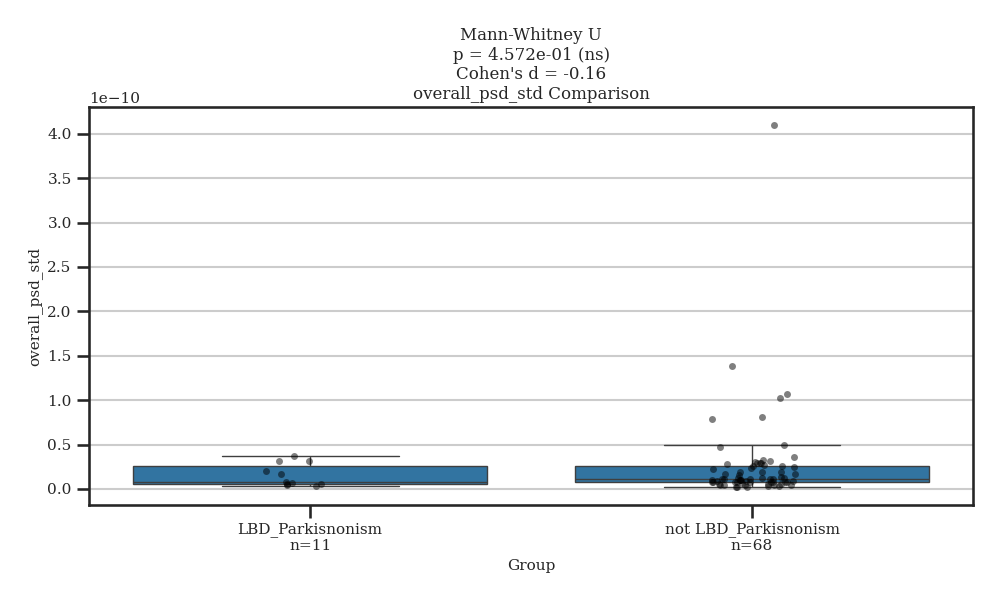 Mann-Whitney U
p = 4.572e-01 (ns)
Cohen's d = -0.16
overall_psd_std Comparison
1e−10
4.0
3.5
3.0
2.5
2.0
1.5
1.0
0.5
0.0
overall_psd_std
LBD_Parkisnonism
n=11
not LBD_Parkisnonism
n=68
Group